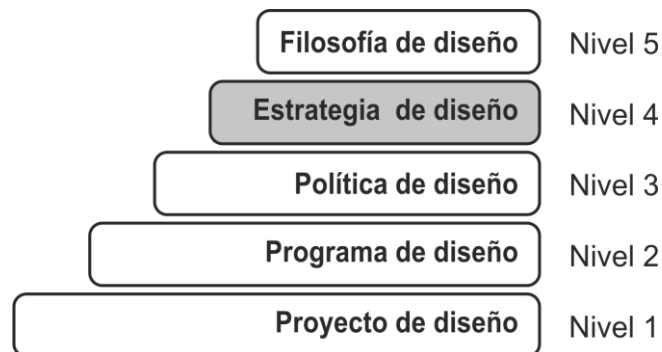 Filosofía de diseño Nivel 5
Estrategia de diseño Nivel 4
Política de diseño Nivel 3
Programa de diseño Nivel 2
Proyecto de diseño Nivel 1